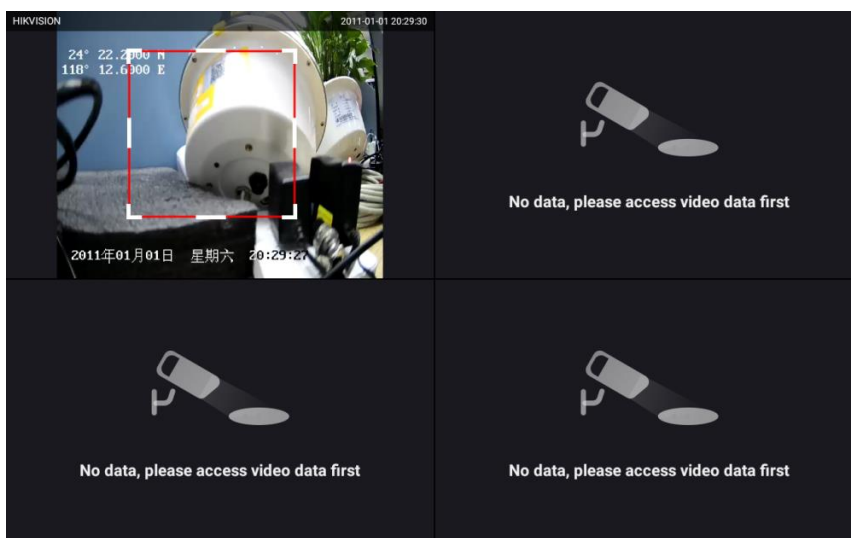 HIKVISION 2011-01-01 20:29:30
24° 22.2000 N
118° 12.6000 E
2011年01月01日 星期六 20:29:27
No data, please access video data first
No data, please access video data first
No data, please access video data first